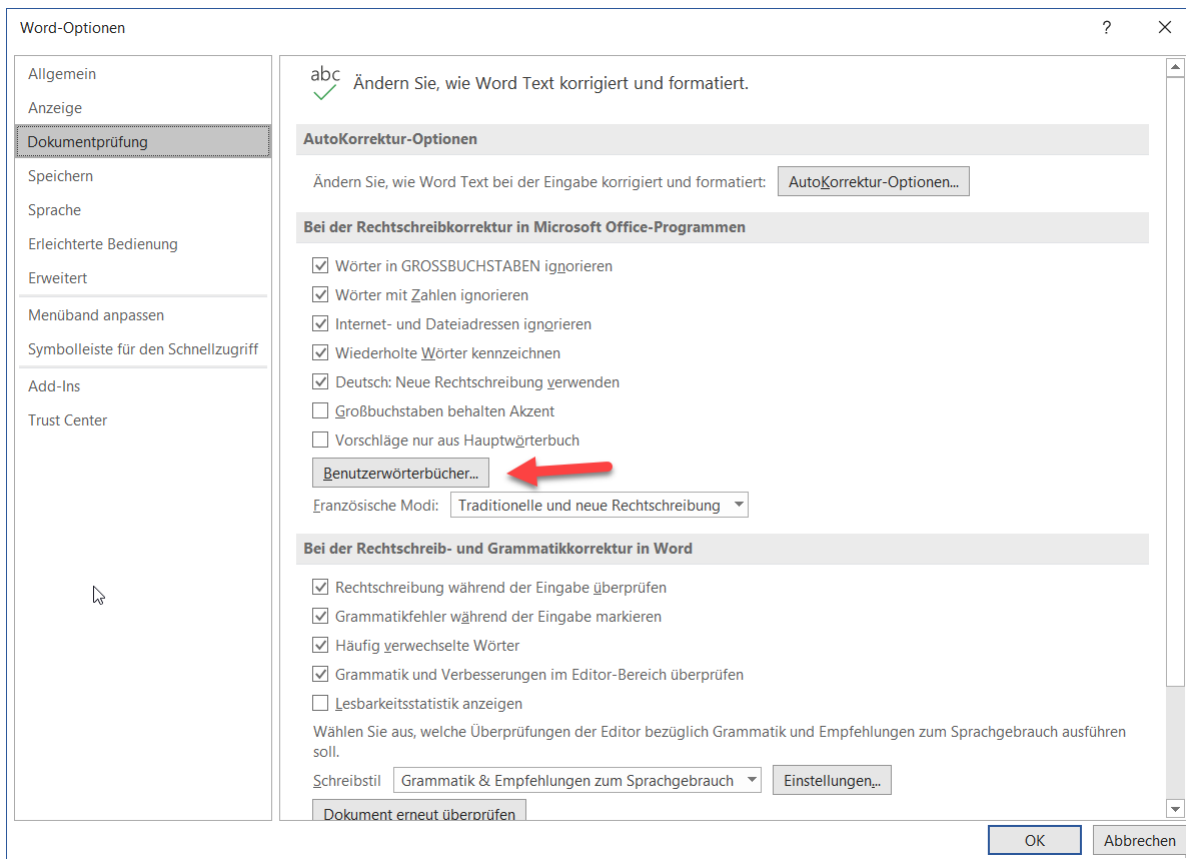 Word-Optionen
?
Allgemein
Anzeige
Dokumentprüfung
Speichern
Sprache
Erleichterte Bedienung
Erweitert
Menüband anpassen
Symbolleiste für den Schnellzugriff
Add-Ins
Trust Center
abc
Ändern Sie, wie Word Text korrigiert und formatiert.
AutoKorrektur-Optionen
Ändern Sie, wie Word Text bei der Eingabe korrigiert und formatiert: AutoKorrektur-Optionen...
Bei der Rechtschreibkorrektur in Microsoft Office-Programmen
Wörter in GROSSBUCHSTABEN ignorieren
Wörter mit Zahlen ignorieren
Internet- und Dateiadressen ignorieren
Wiederholte Wörter kennzeichnen
Deutsch: Neue Rechtschreibung verwenden
Großbuchstaben behalten Akzent
Vorschläge nur aus Hauptwörterbuch
Benutzerwörterbücher...
Französische Modi: Traditionelle und neue Rechtschreibung
Bei der Rechtschreib- und Grammatikkorrektur in Word
Rechtschreibung während der Eingabe überprüfen
Grammatikfehler während der Eingabe markieren
Häufig verwechselte Wörter
Grammatik und Verbesserungen im Editor-Bereich überprüfen
Lesbarkeitsstatistik anzeigen
Wählen Sie aus, welche Überprüfungen der Editor bezüglich Grammatik und Empfehlungen zum Sprachgebrauch ausführen
soll.
Schreibstil Grammatik & Empfehlungen zum Sprachgebrauch Einstellungen...
Dokument erneut überprüfen
OK Abbrechen